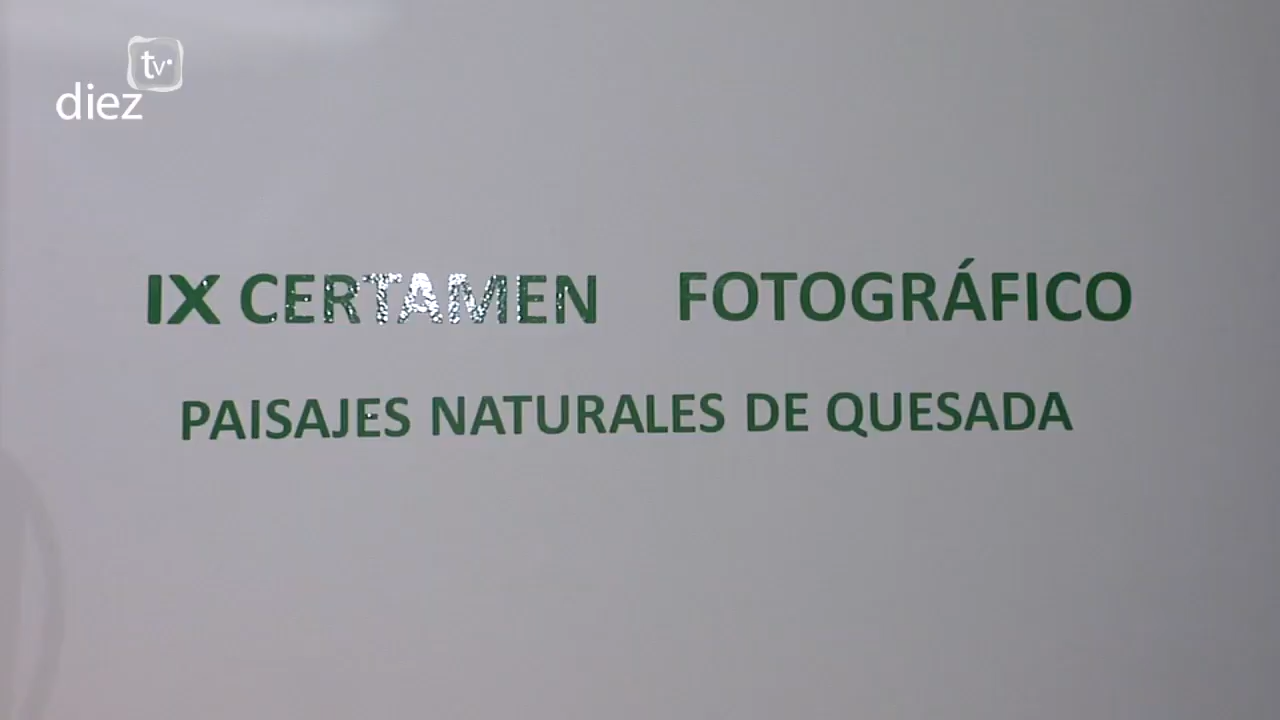 tv
diez
IX CERTAMEN FOTOGRÁFICO
PAISAJES NATURALES DE QUESADA